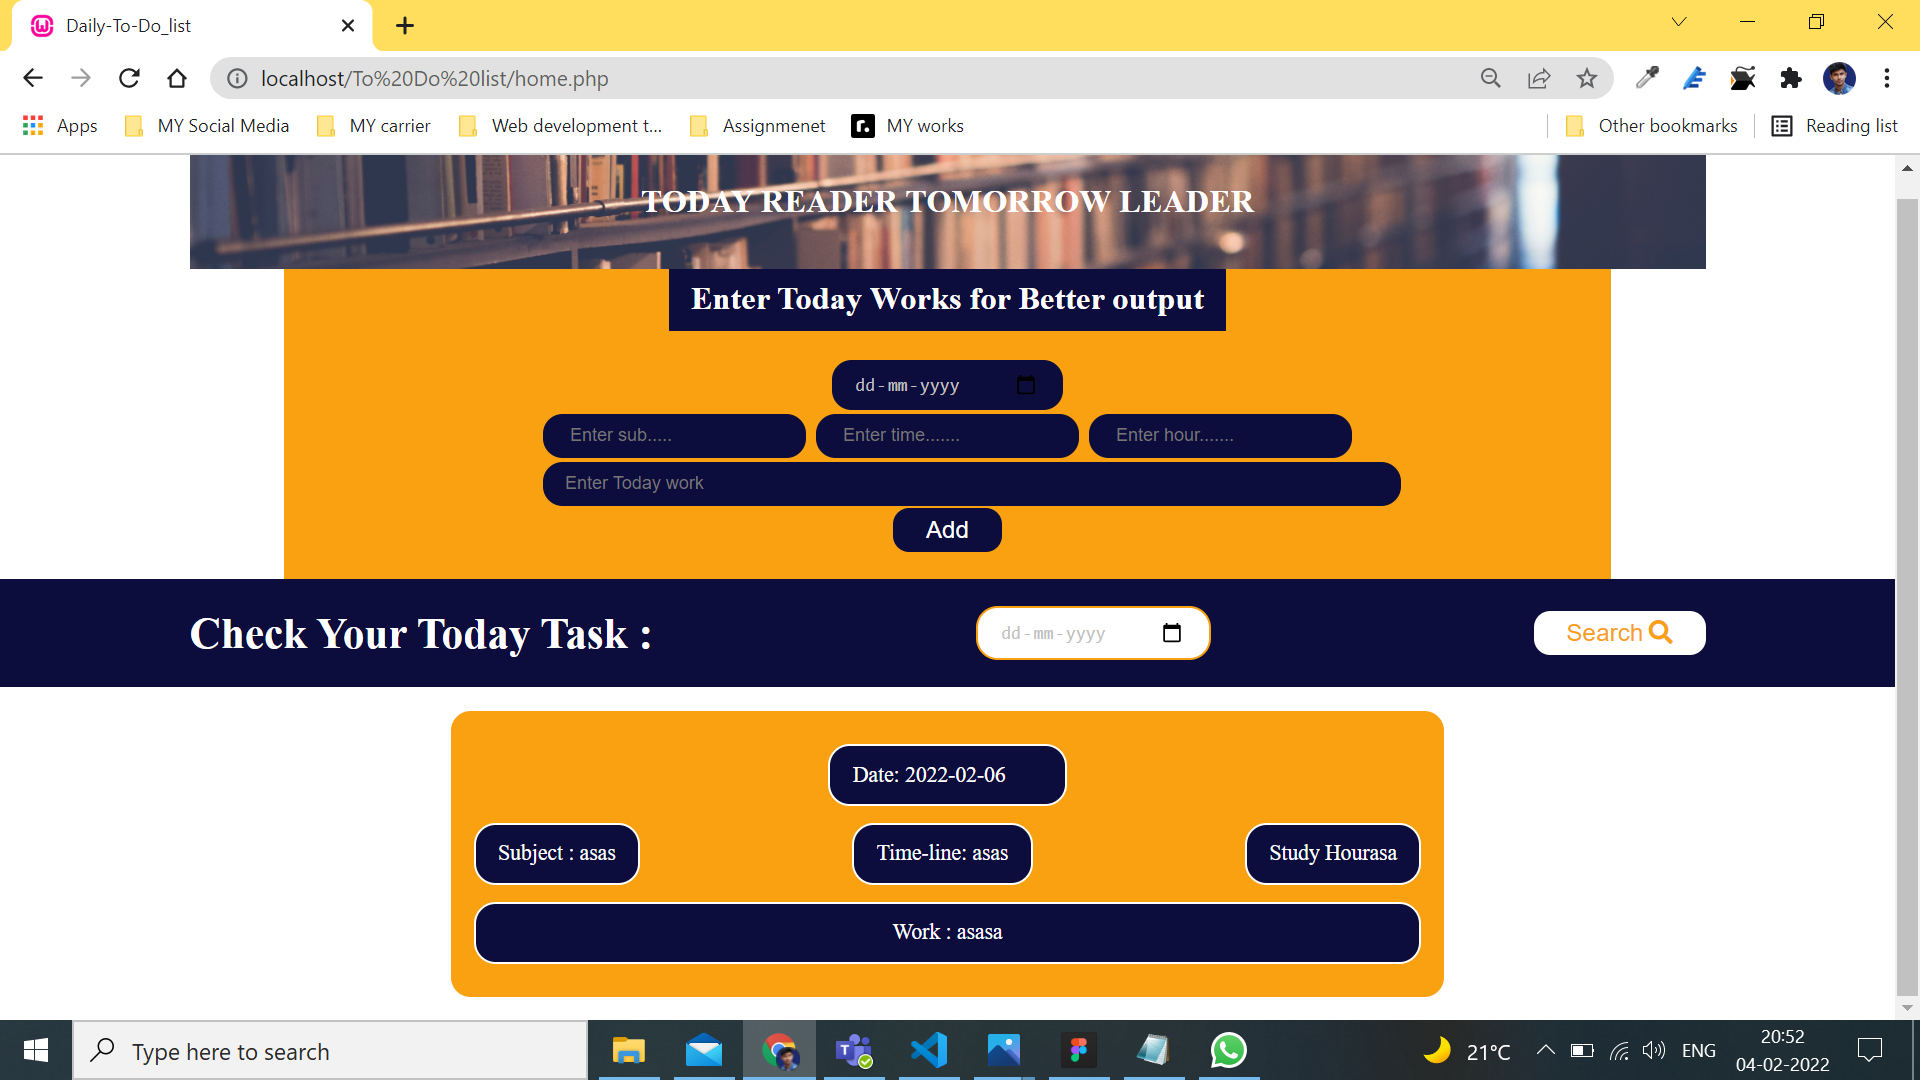 Daily-To-Do_list
localhost/To%20Do%20list/home.php
Apps MY Social Media MY carrier Web development t... Assignmenet MY works Other bookmarks Reading list
TODAY READER TOMORROW LEADER
Enter Today Works for Better output
dd-mm-yyyy
Enter sub..... Enter time....... Enter hour.......
Enter Today work
Add
Check Your Today Task : dd-mm-yyyy Search
Date: 2022-02-06
Subject : asas Time-line: asas Study Hourasa
Work : asasa
Type here to search 21°C ENG 20:52
04-02-2022